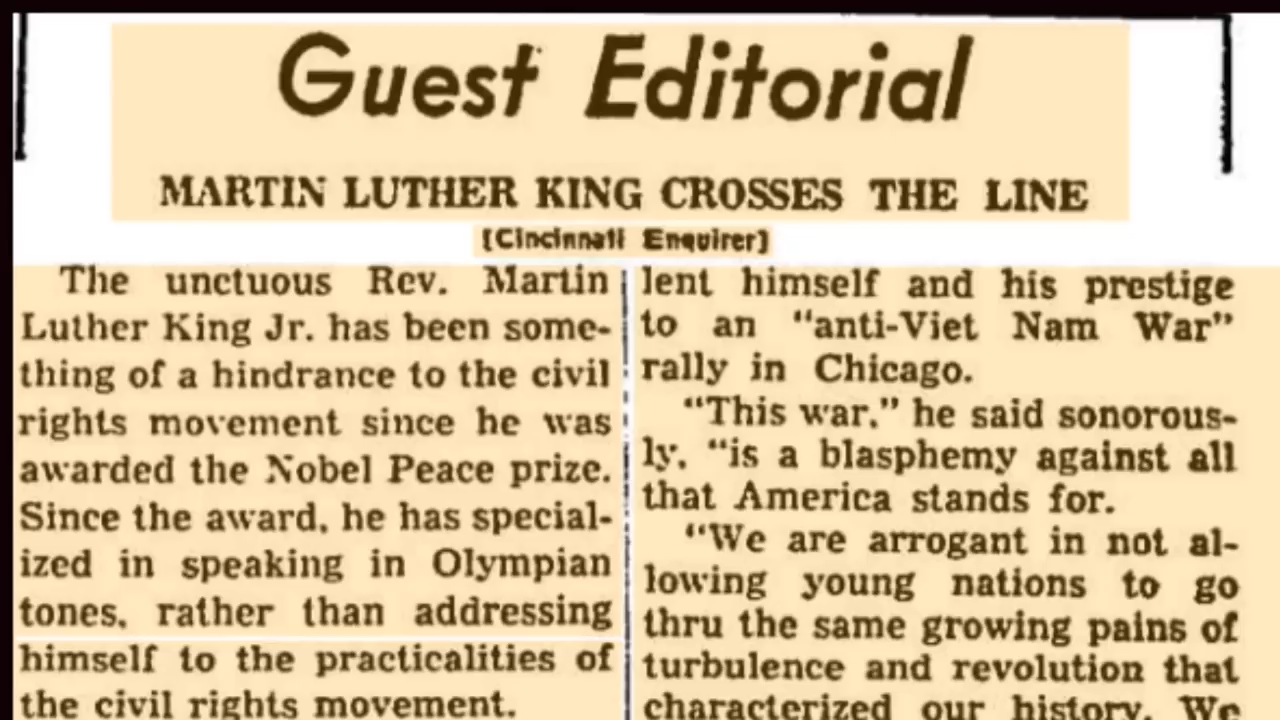 Guest Editorial
MARTIN LUTHER KING CROSSES THE LINE
[Cincinnati Enquirer]
The unctuous Rev. Martin
Luther King Jr. has been some-
thing of a hindrance to the civil
rights movement since he was
awarded the Nobel Peace prize.
Since the award, he has special-
ized in speaking in Olympian
tones, rather than addressing
himself to the practicalities of
the civil rights movement.
lent himself and his prestige
to an “anti-Viet Nam War”
rally in Chicago.
“This war,” he said sonorous-
ly, “is a blasphemy against all
that America stands for.
“We are arrogant in not al-
lowing young nations to go
thru the same growing pains of
turbulence and revolution that
characterized our history. We